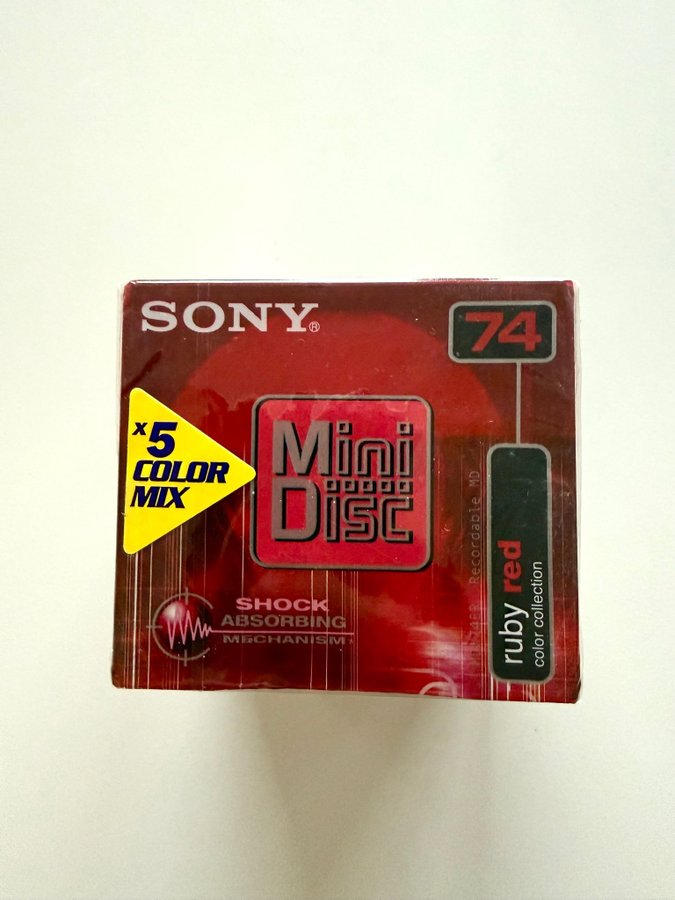 SONY®
74
x5
COLOR
MIX
Mini
Disc
Recordable MD
ruby red
color collection
SHOCK
ABSORBING
MECHANISM